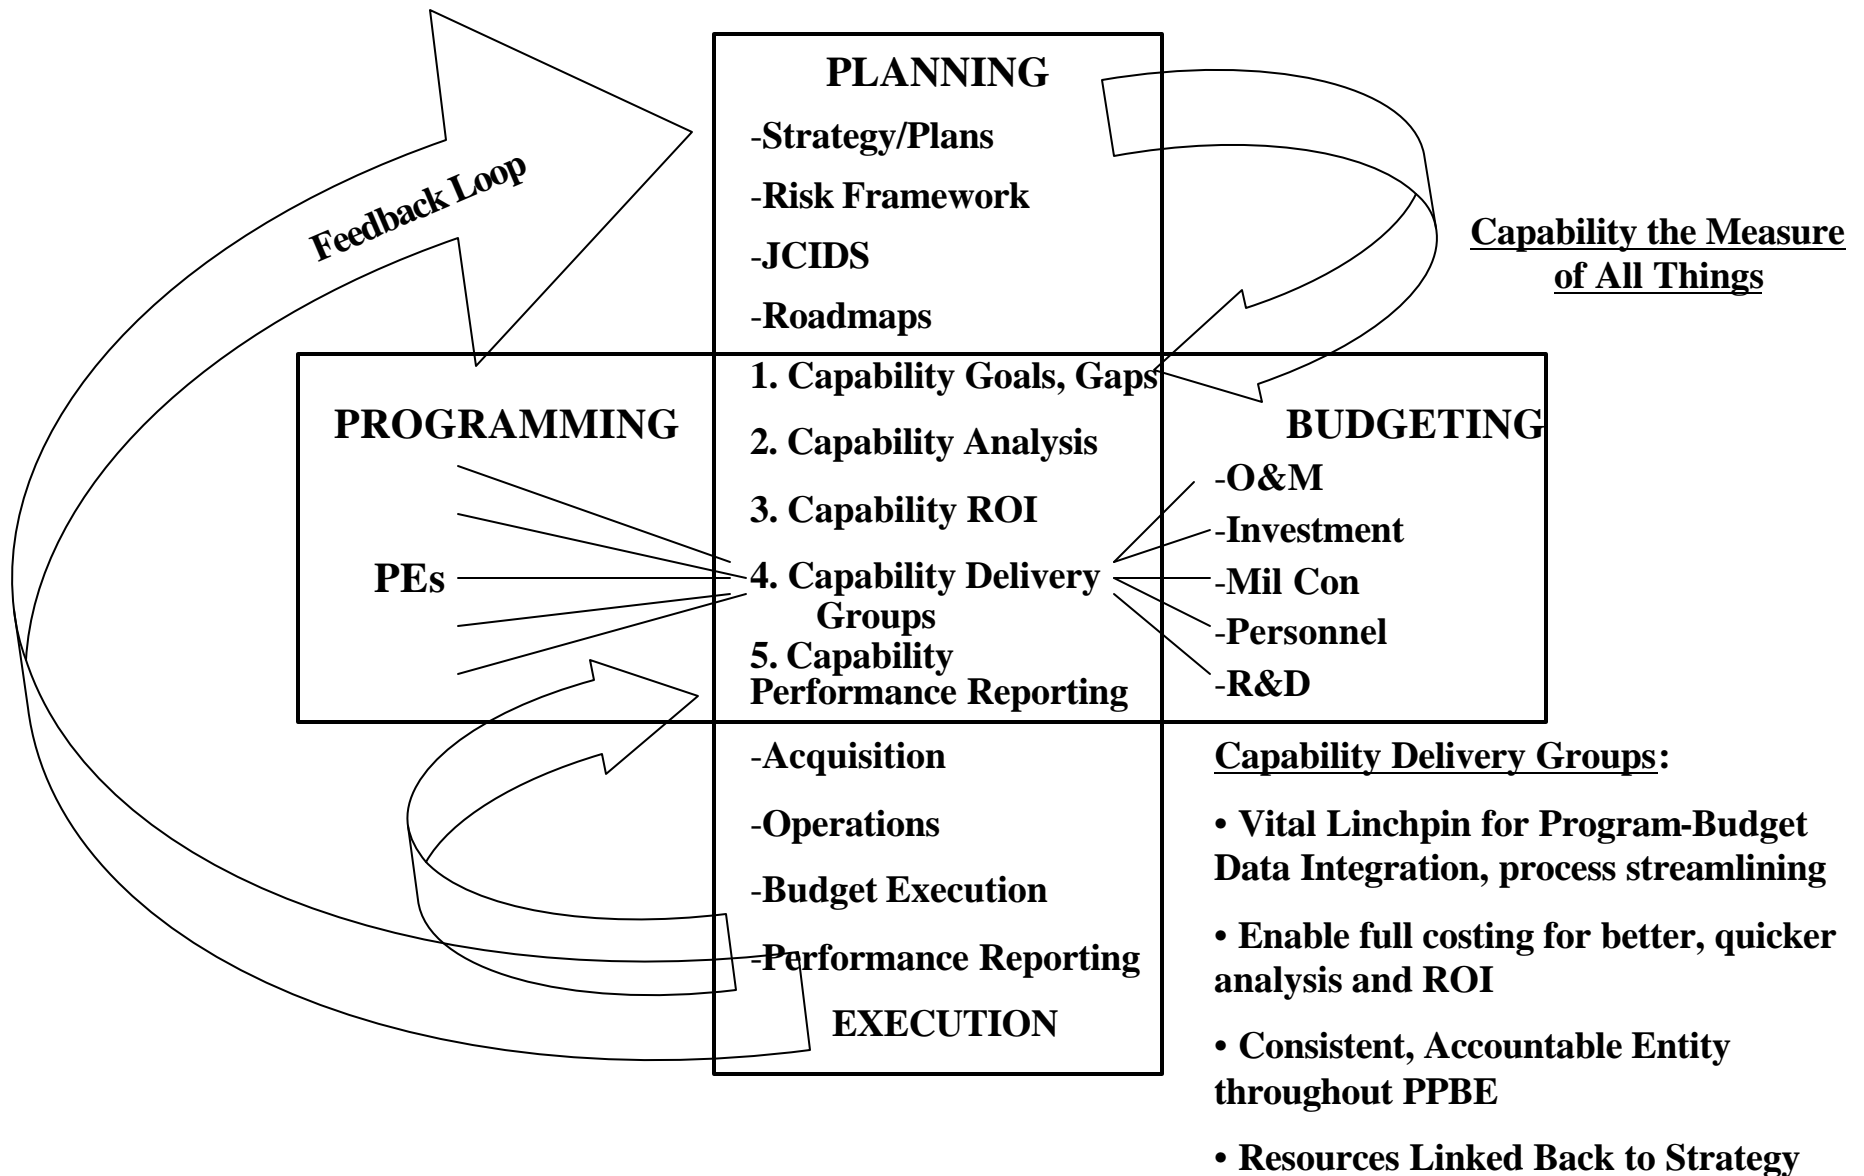 PLANNING
-Strategy/Plans
-Risk Framework
-JCIDS
-Roadmaps
Feedback Loop
Capability the Measure
of All Things
PROGRAMMING
PEs
1. Capability Goals, Gaps
2. Capability Analysis
3. Capability ROI
4. Capability Delivery
Groups
5. Capability
Performance Reporting
BUDGETING
-O&M
-Investment
-Mil Con
-Personnel
-R&D
-Acquisition
-Operations
-Budget Execution
-Performance Reporting
EXECUTION
Capability Delivery Groups:
• Vital Linchpin for Program-Budget
Data Integration, process streamlining
• Enable full costing for better, quicker
analysis and ROI
• Consistent, Accountable Entity
throughout PPBE
• Resources Linked Back to Strategy